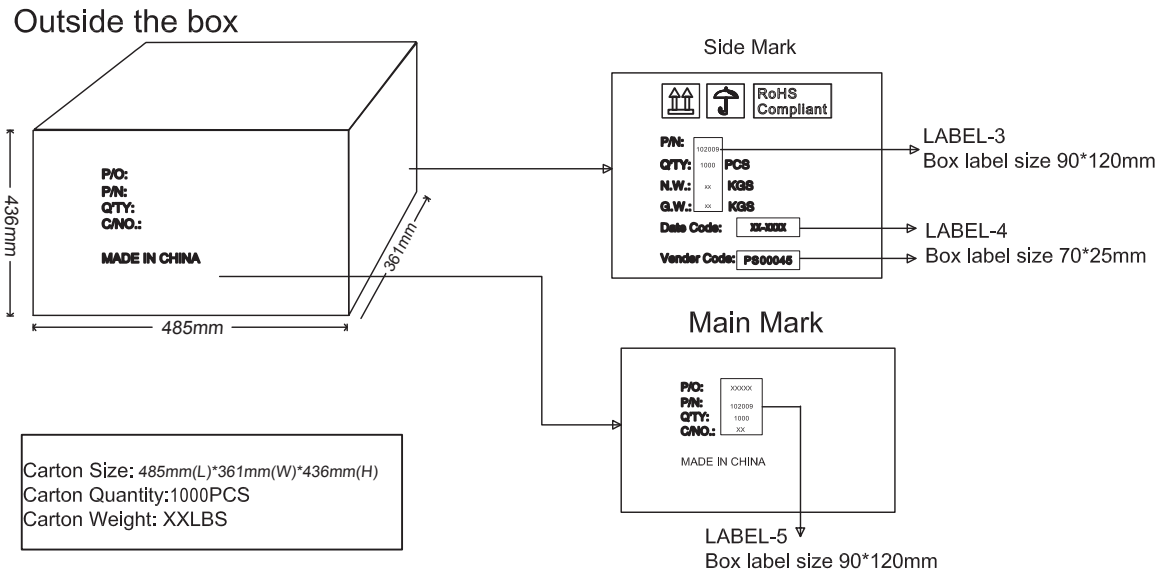 Outside the box
P/O:
P/N:
Q'TY:
C/NO.:
MADE IN CHINA
436mm
485mm
361mm
Side Mark
RoHS
Compliant
P/N: 102009
Q'TY: 1000 PCS
N.W.: xx KGS
G.W.: xx KGS
Date Code: XX-XXXX
Vender Code: PS00045
LABEL-3
Box label size 90*120mm
LABEL-4
Box label size 70*25mm
Main Mark
P/O: XXXXX
P/N: 102009
Q'TY: 1000
C/NO.: XX
MADE IN CHINA
LABEL-5
Box label size 90*120mm
Carton Size: 485mm(L)*361mm(W)*436mm(H)
Carton Quantity:1000PCS
Carton Weight: XXLBS